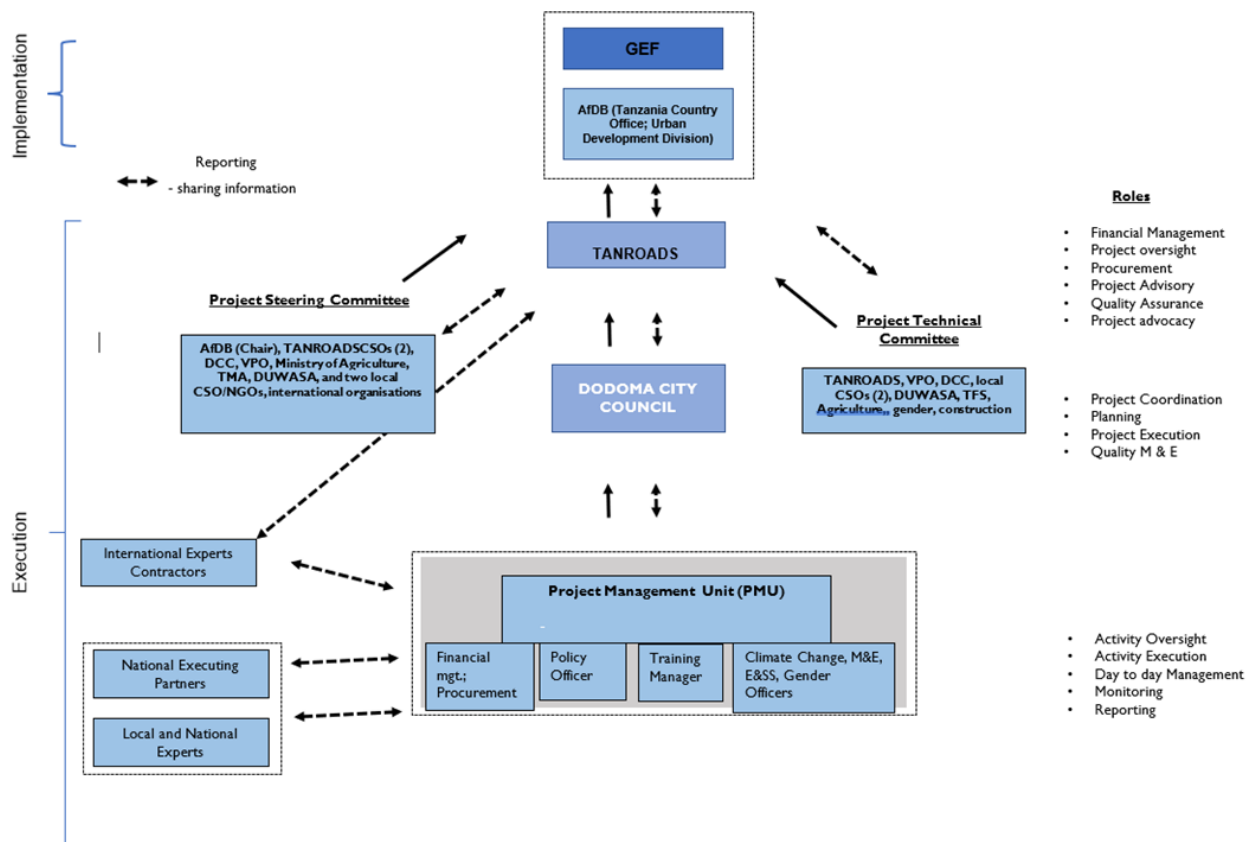 Implementation
GEF
AfDB (Tanzania Country
Office; Urban
Development Division)
Reporting
- sharing information
Execution
TANROADS
Project Steering Committee
AfDB (Chair), TANROADSCSOs (2),
DCC, VPO, Ministry of Agriculture,
TMA, DUWASA, and two local
CSO/NGOs, international organisations
DODOMA CITY
COUNCIL
Project Technical
Committee
TANROADS, VPO, DCC, local
CSOs (2), DUWASA, TFS,
Agriculture,, gender, construction
International Experts
Contractors
National Executing
Partners
Local and National
Experts
Project Management Unit (PMU)
-
Financial
mgt.;
Procurement
Policy
Officer
Training
Manager
Climate Change, M&E,
E&SS, Gender
Officers
Roles
• Financial Management
• Project oversight
• Procurement
• Project Advisory
• Quality Assurance
• Project advocacy
• Project Coordination
• Planning
• Project Execution
• Quality M & E
• Activity Oversight
• Activity Execution
• Day to day Management
• Monitoring
• Reporting